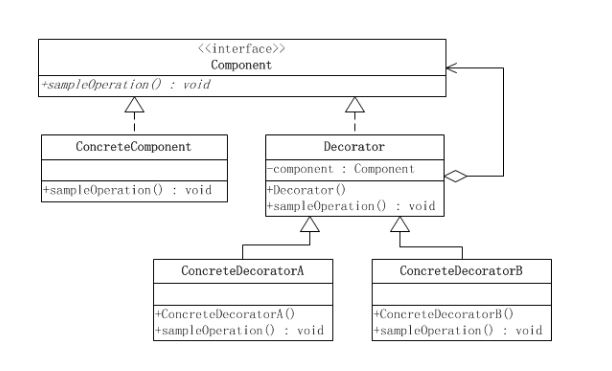 <<interface>>
Component
+sampleOperation() : void
ConcreteComponent
+sampleOperation() : void
Decorator
-component : Component
+Decorator()
+sampleOperation() : void
ConcreteDecoratorA
+ConcreteDecoratorA()
+sampleOperation() : void
ConcreteDecoratorB
+ConcreteDecoratorB()
+sampleOperation() : void